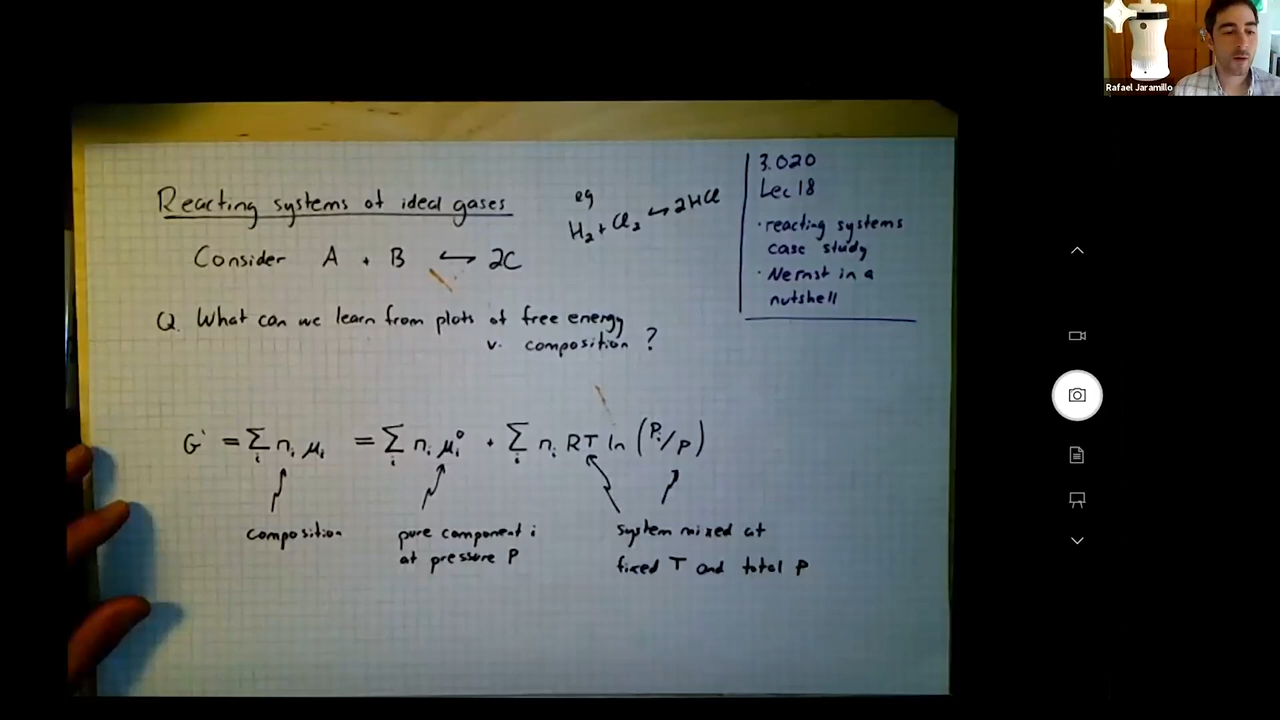 Rafael Jaramillo
3.020
Lec 18
· reacting systems
case study
· Nernst in a
nutshell
Reacting systems of ideal gases
eg
H₂ + Cl₂ ↔ 2HCl
Consider A + B ↔ 2C
Q. What can we learn from plots of free energy
v. composition ?
G' = Σᵢ nᵢ μᵢ = Σᵢ nᵢ μᵢ° + Σᵢ nᵢ RT ln (Pᵢ/P)
composition
pure component i
at pressure P
system mixed at
fixed T and total P